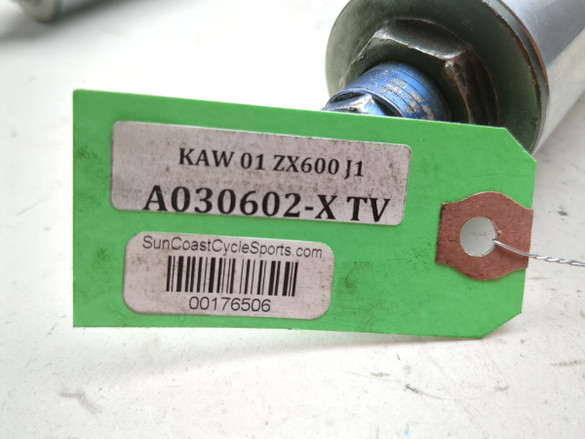 KAW 01 ZX600 J1
A030602-X TV
SunCoastCycleSports.com
00176506